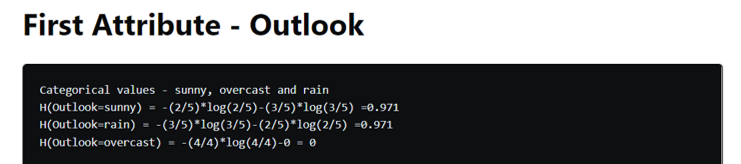 First Attribute - Outlook
Categorical values - sunny, overcast and rain
H(Outlook=sunny) = -(2/5)*log(2/5)-(3/5)*log(3/5) =0.971
H(Outlook=rain) = -(3/5)*log(3/5)-(2/5)*log(2/5) =0.971
H(Outlook=overcast) = -(4/4)*log(4/4)-0 = 0